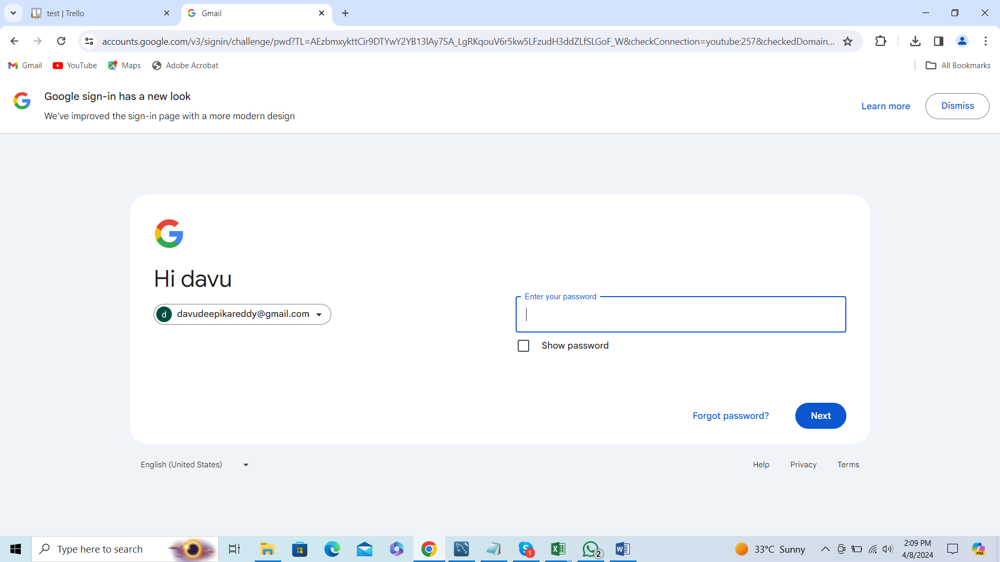 test | Trello
Gmail
accounts.google.com/v3/signin/challenge/pwd?TL=AEzbmxykttCir9DTYwY2YB13lAy7SA_LgRKqouV6r5kw5LFzudH3ddZLfSLGoF_W&checkConnection=youtube:257&checkedDomain...
Gmail YouTube Maps Adobe Acrobat All Bookmarks
Google sign-in has a new look
We've improved the sign-in page with a more modern design
Learn more Dismiss
Hi davu
d davudeepikareddy@gmail.com
Enter your password
Show password
Forgot password? Next
English (United States) Help Privacy Terms
Type here to search
1
2
33°C Sunny
2:09 PM
4/8/2024
PRE